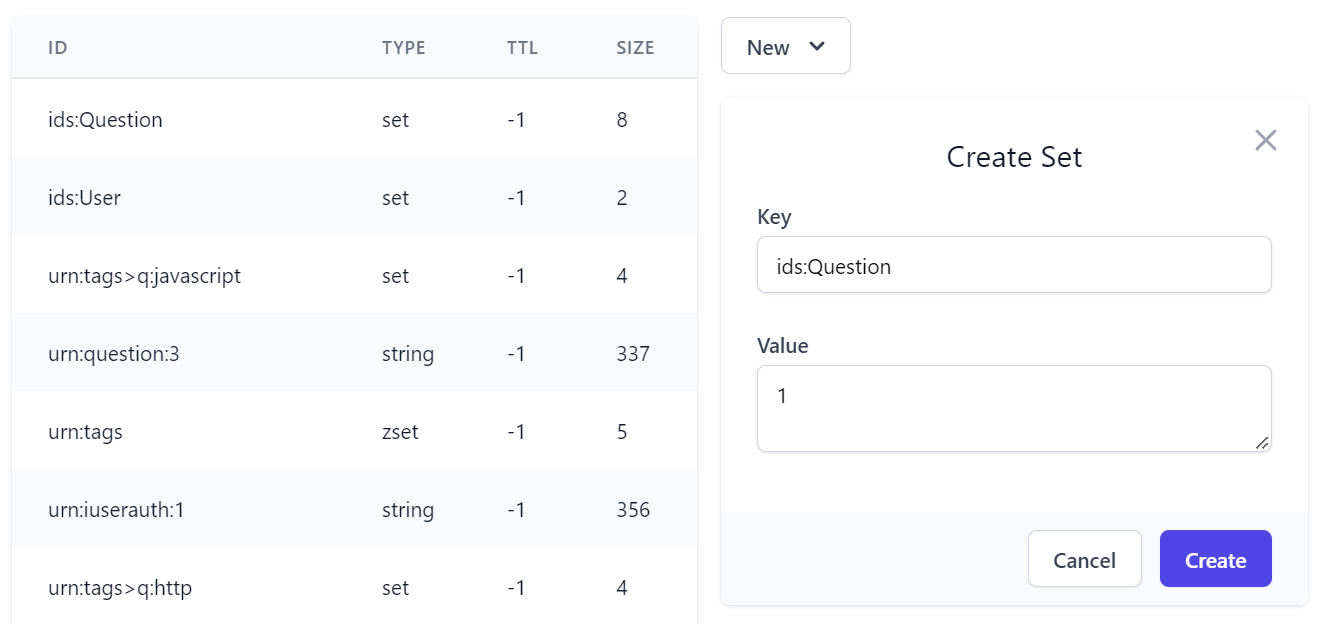 ID TYPE TTL SIZE
ids:Question set -1 8
ids:User set -1 2
urn:tags>q:javascript set -1 4
urn:question:3 string -1 337
urn:tags zset -1 5
urn:iuserauth:1 string -1 356
urn:tags>q:http set -1 4
New
Create Set
Key
ids:Question
Value
1
Cancel Create